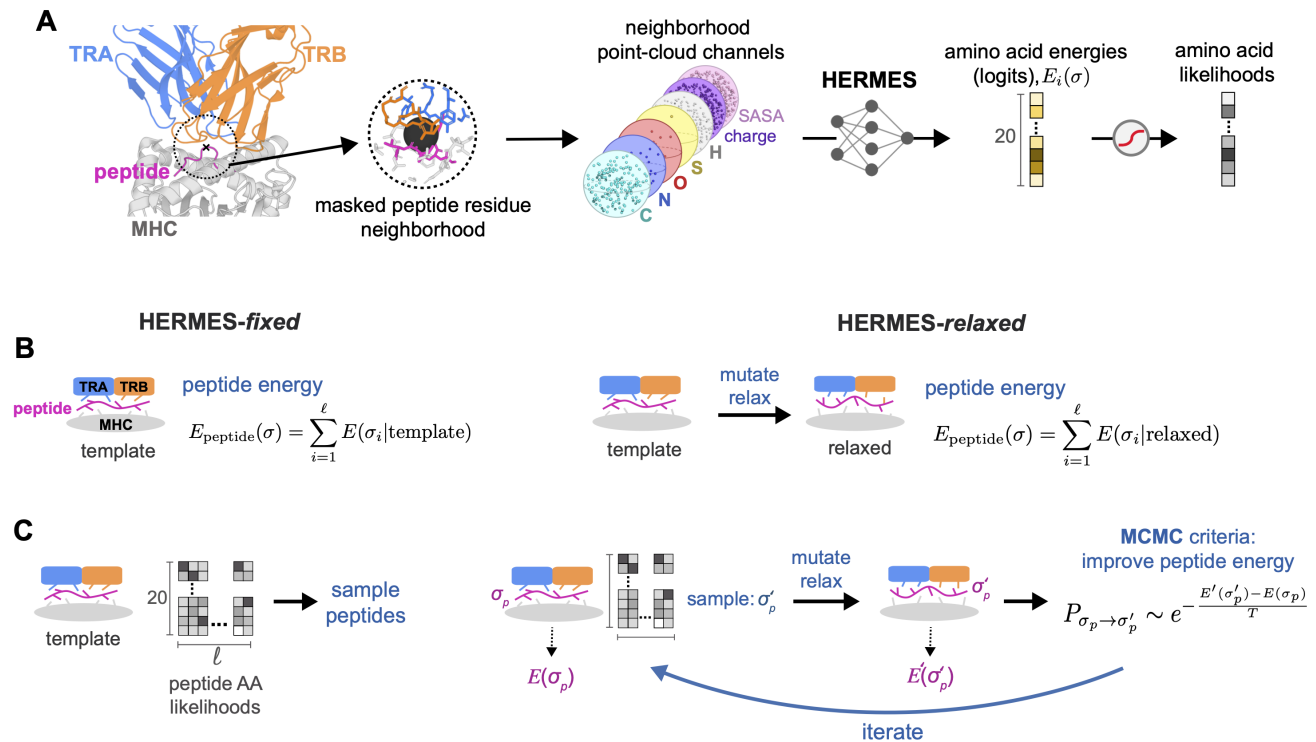 A
TRA
TRB
peptide
MHC
masked peptide residue
neighborhood
neighborhood
point-cloud channels
C
N
O
S
H
charge
SASA
HERMES
amino acid energies
(logits), E_i(σ)
20
amino acid
likelihoods
HERMES-fixed
HERMES-relaxed
B
TRA TRB
peptide
MHC
template
peptide energy
E_peptide(σ) = ∑_{i=1}^{ℓ} E(σ_i|template)
template
mutate
relax
relaxed
peptide energy
E_peptide(σ) = ∑_{i=1}^{ℓ} E(σ_i|relaxed)
C
template
20
ℓ
peptide AA
likelihoods
sample
peptides
σ_p
E(σ_p)
sample: σ′_p
mutate
relax
σ′_p
E′(σ′_p)
MCMC criteria:
improve peptide energy
P_{σ_p→σ′_p} ∼ e^{−(E′(σ′_p)−E(σ_p))/T}
iterate